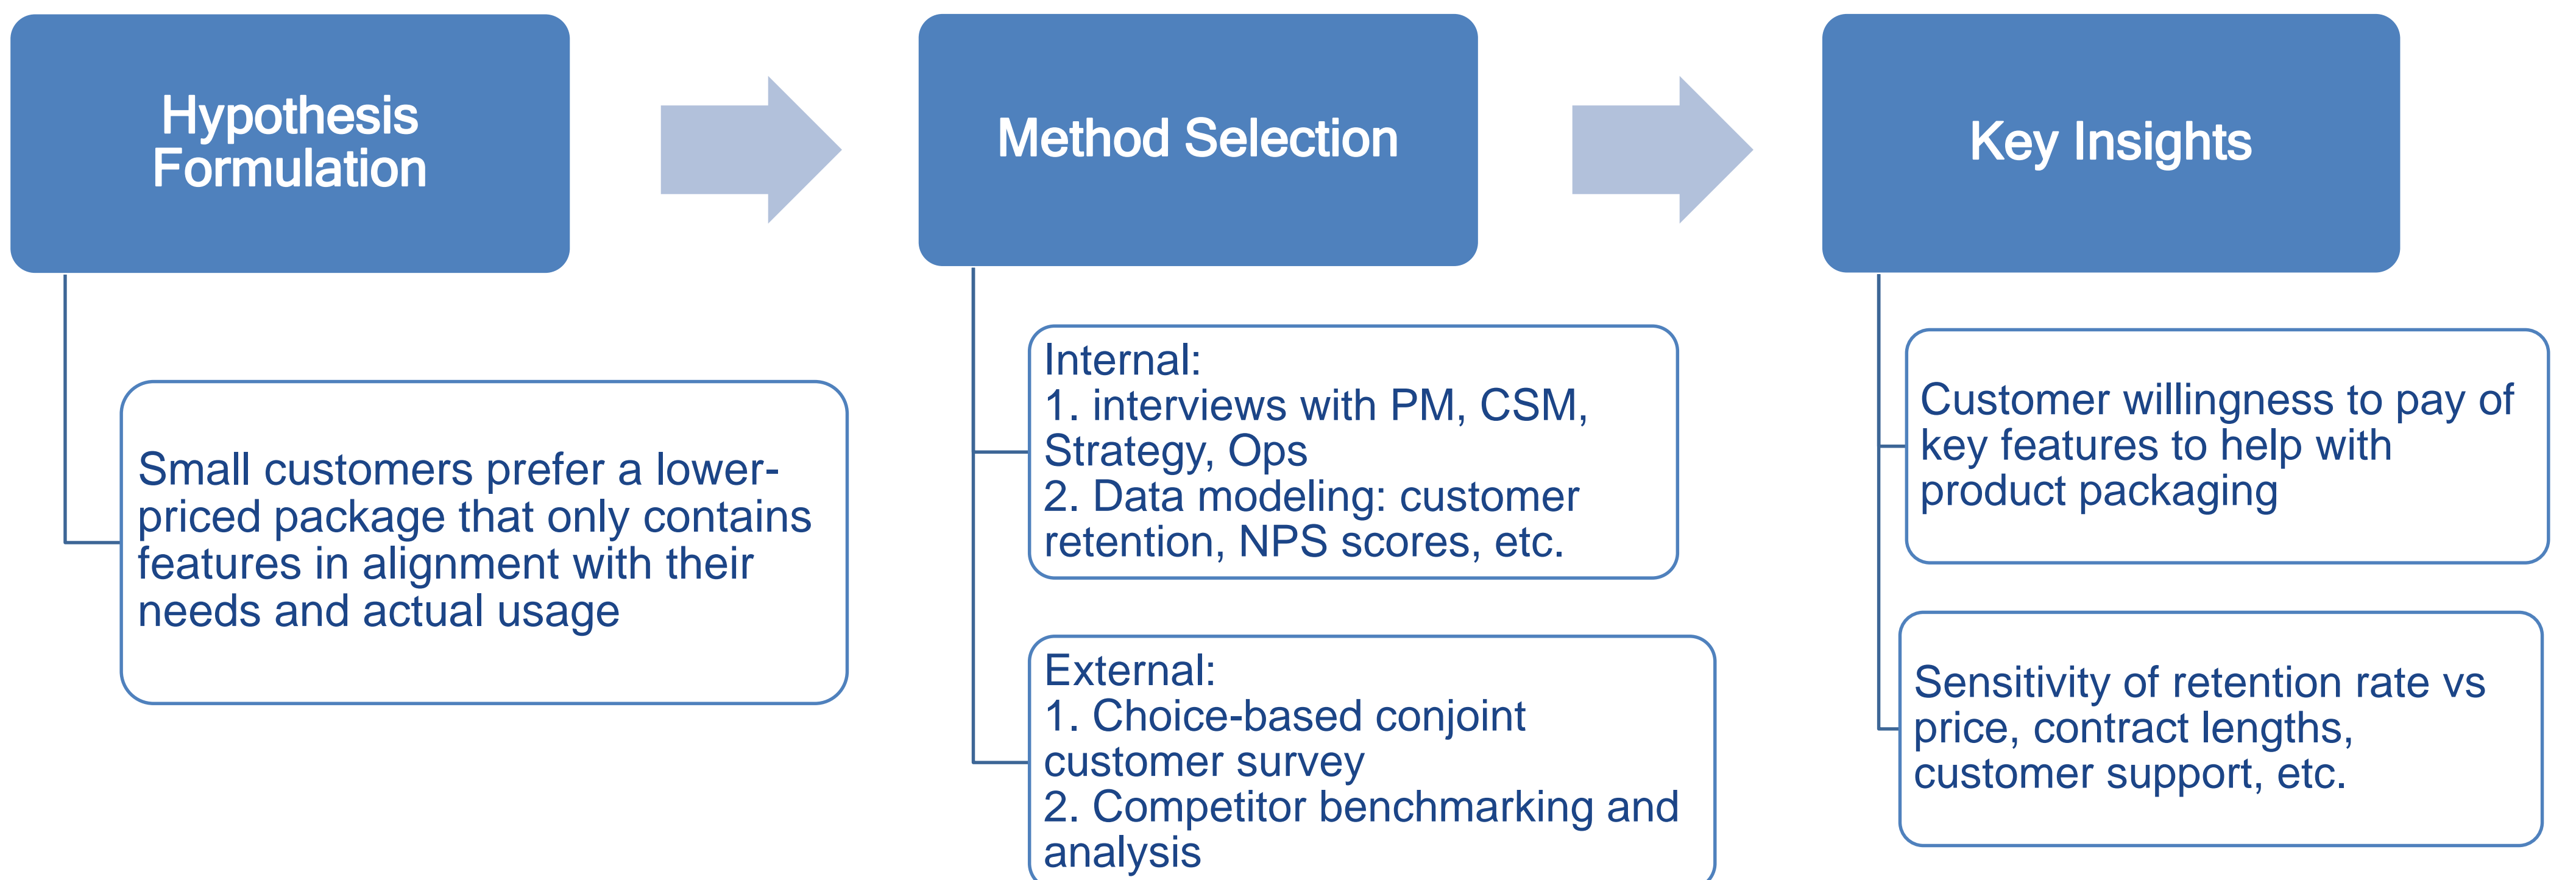 Hypothesis
Formulation
Method Selection
Key Insights
Small customers prefer a lower-
priced package that only contains
features in alignment with their
needs and actual usage
Internal:
1. interviews with PM, CSM,
Strategy, Ops
2. Data modeling: customer
retention, NPS scores, etc.
External:
1. Choice-based conjoint
customer survey
2. Competitor benchmarking and
analysis
Customer willingness to pay of
key features to help with
product packaging
Sensitivity of retention rate vs
price, contract lengths,
customer support, etc.